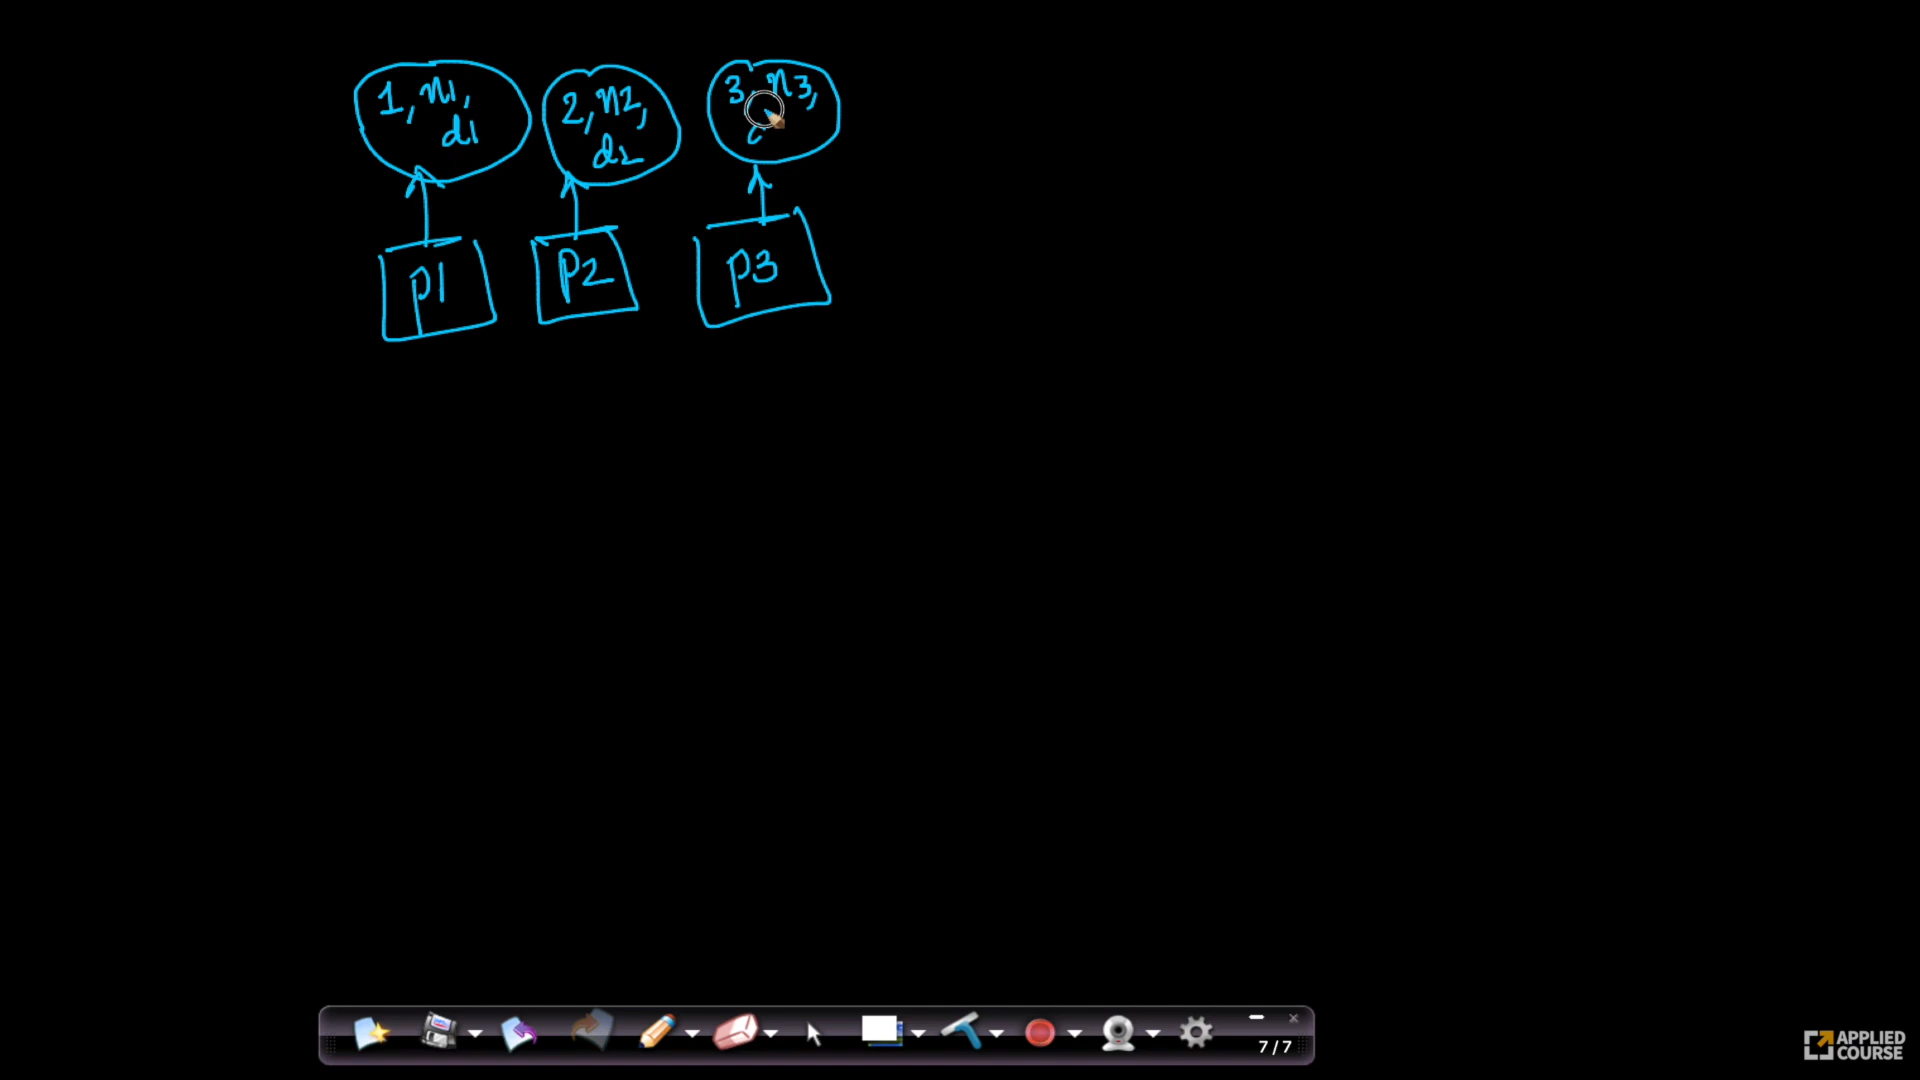 1, n1,
d1
2, n2,
d2
3, n3,
p1
p2
p3
7/7
APPLIED
COURSE